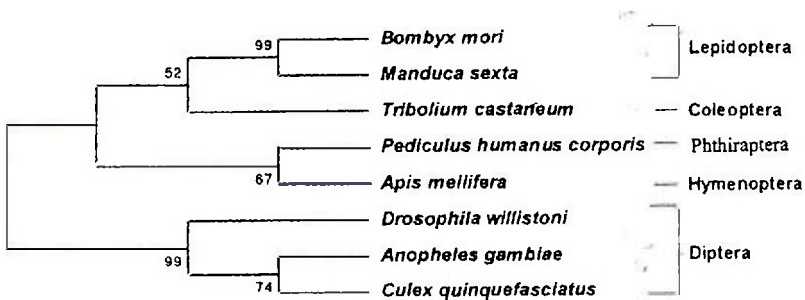 99 Bombyx mori Lepidoptera
52 Manduca sexta
Tribolium castaneum Coleoptera
Pediculus humanus corporis Phthiraptera
67 Apis mellifera Hymenoptera
Drosophila willistoni
99 Anopheles gambiae Diptera
74 Culex quinquefasciatus